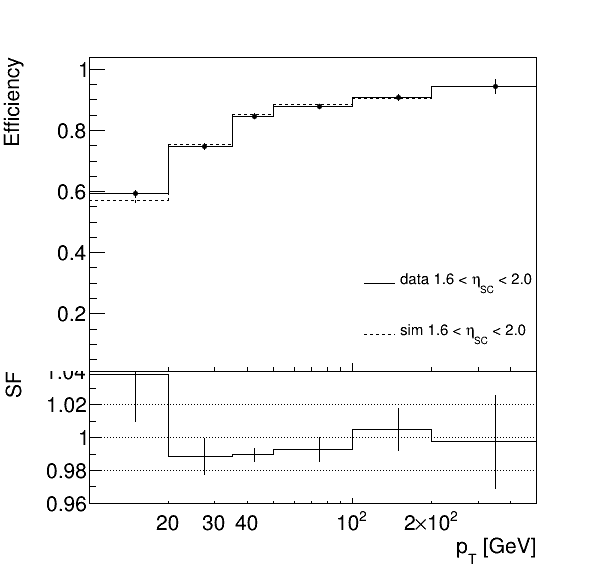 Efficiency
1
0.8
0.6
0.4
0.2
data 1.6 < η_SC < 2.0
sim 1.6 < η_SC < 2.0
SF
1.04
1.02
1
0.98
0.96
20 30 40 10² 2×10²
p_T [GeV]